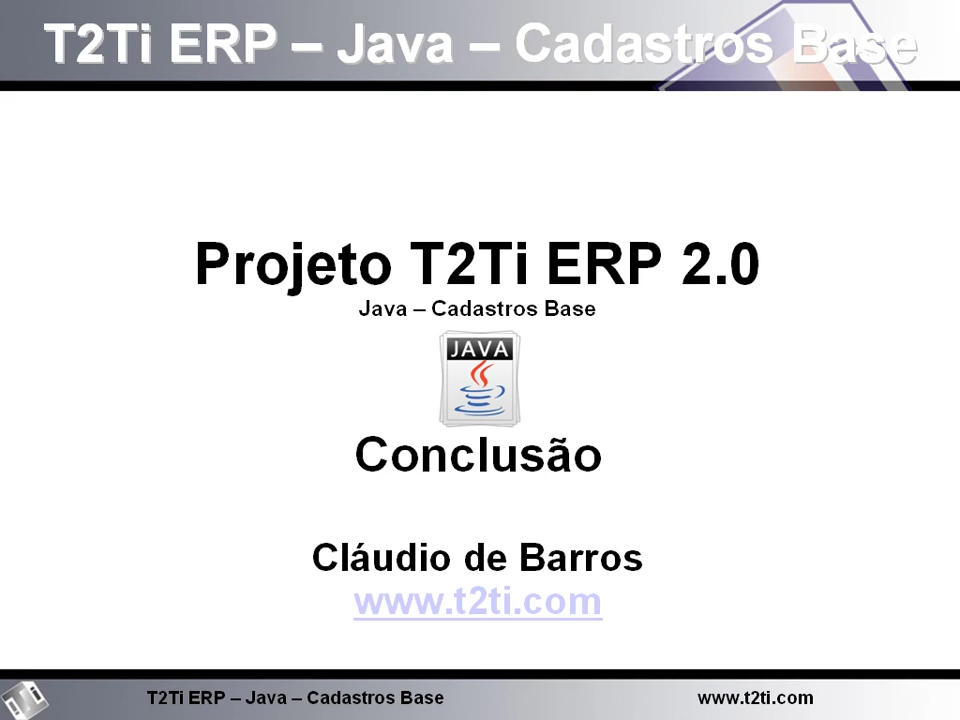 T2Ti ERP – Java – Cadastros Base
Projeto T2Ti ERP 2.0
Java – Cadastros Base
JAVA
Conclusão
Cláudio de Barros
www.t2ti.com
T2Ti
T2Ti ERP – Java – Cadastros Base www.t2ti.com